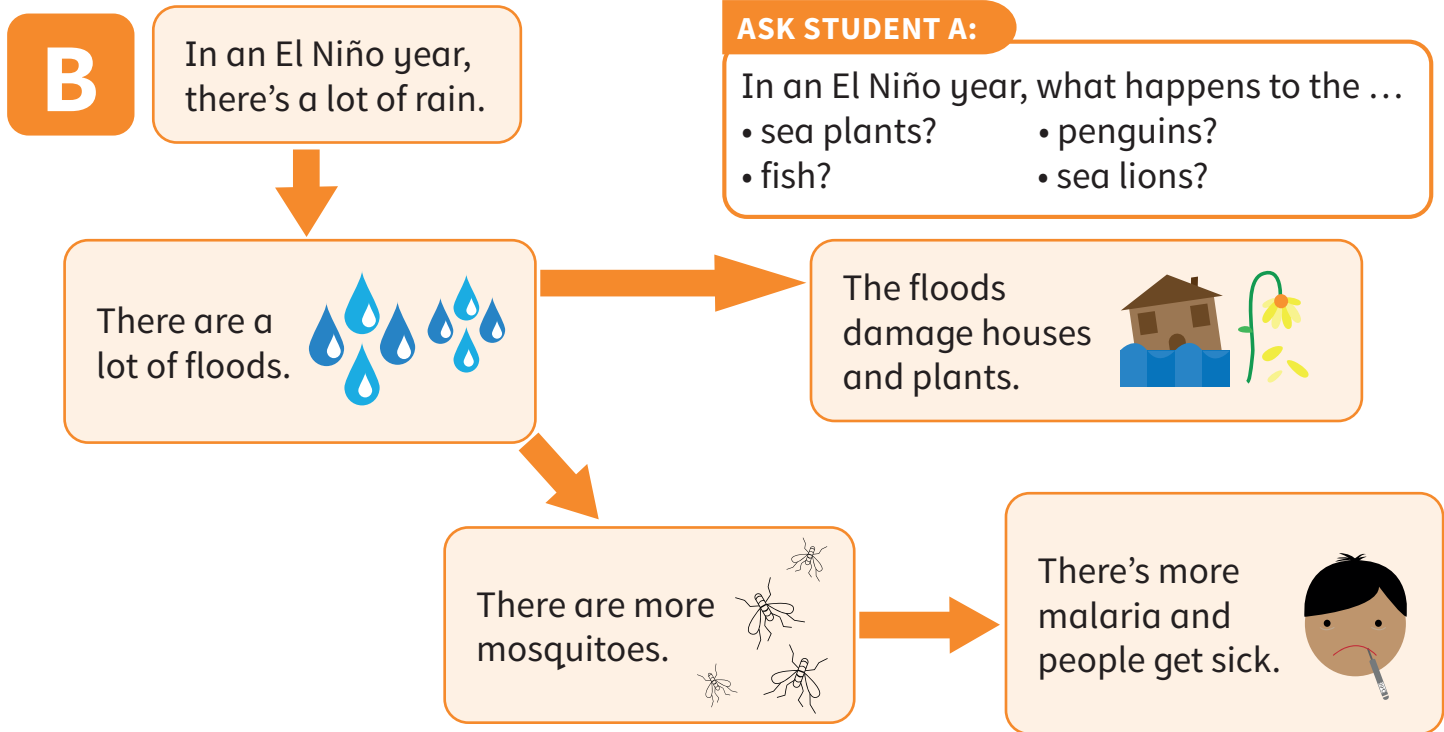 B
In an El Niño year,
there's a lot of rain.
ASK STUDENT A:
In an El Niño year, what happens to the …
• sea plants?
• penguins?
• fish?
• sea lions?
There are a
lot of floods.
The floods
damage houses
and plants.
There are more
mosquitoes.
There's more
malaria and
people get sick.